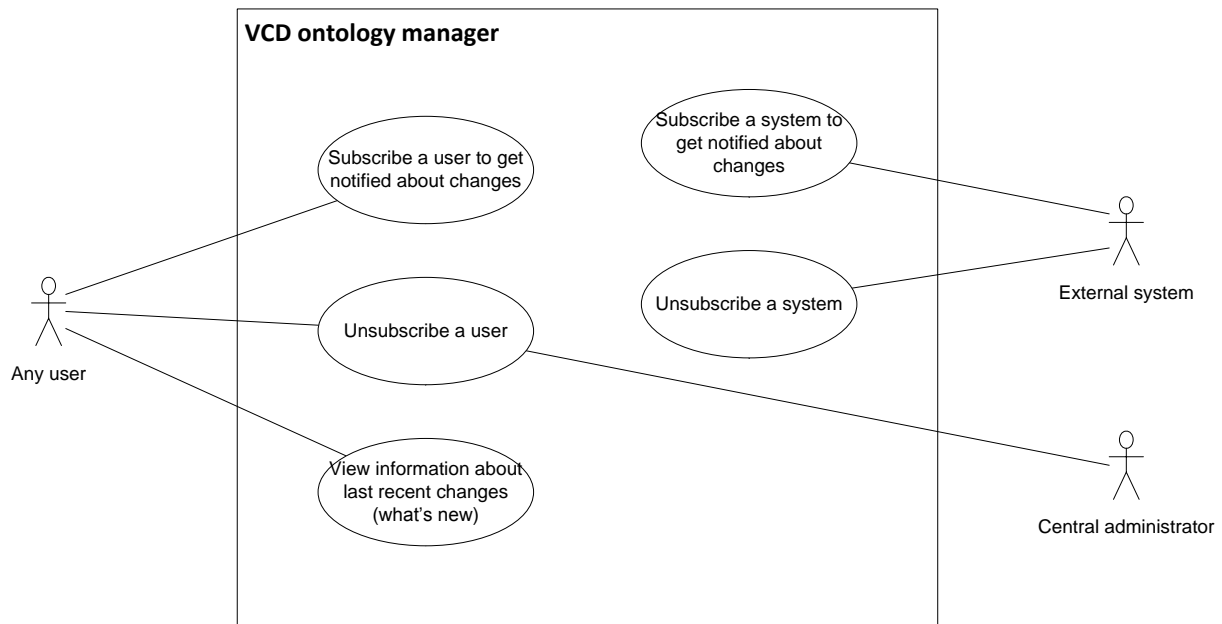 VCD ontology manager
Subscribe a user to get
notified about changes
Subscribe a system to
get notified about
changes
Unsubscribe a user
Unsubscribe a system
View information about
last recent changes
(what's new)
Any user
External system
Central administrator